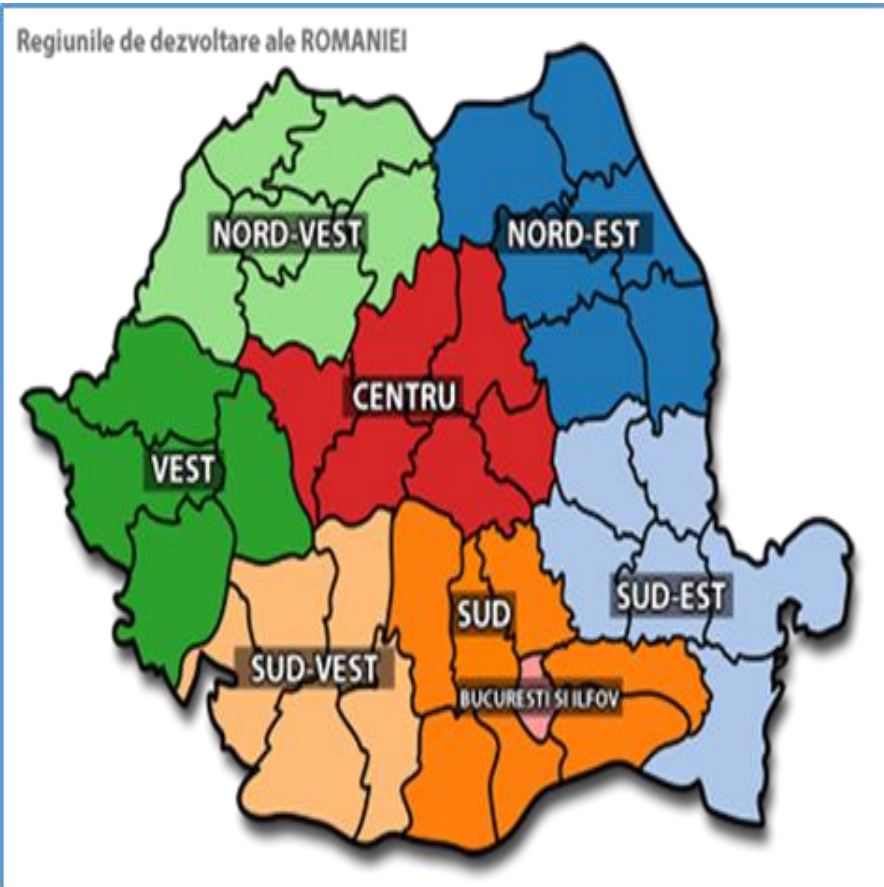 Regiunile de dezvoltare ale ROMANIEI
NORD-VEST
NORD-EST
CENTRU
VEST
SUD-EST
SUD
SUD-VEST
BUCURESTI SI ILFOV